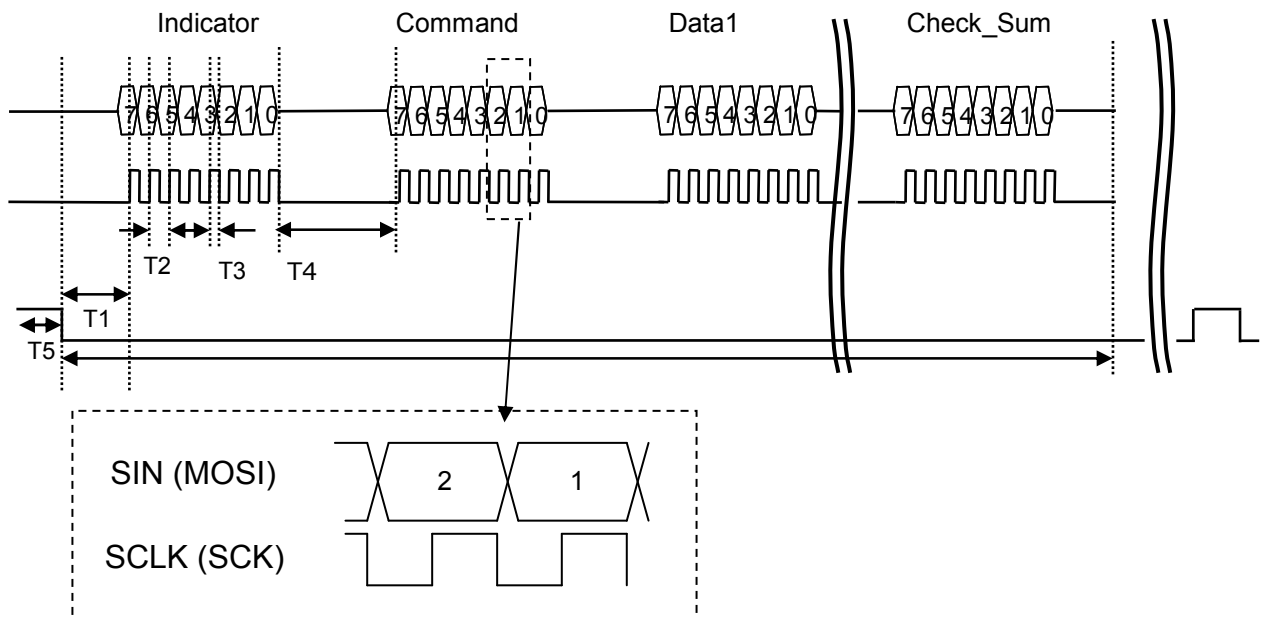 Indicator Command Data1 Check_Sum
7 6 5 4 3 2 1 0 7 6 5 4 3 2 1 0 7 6 5 4 3 2 1 0 7 6 5 4 3 2 1 0
T2 T3 T4
T1
T5
SIN (MOSI) 2 1
SCLK (SCK)